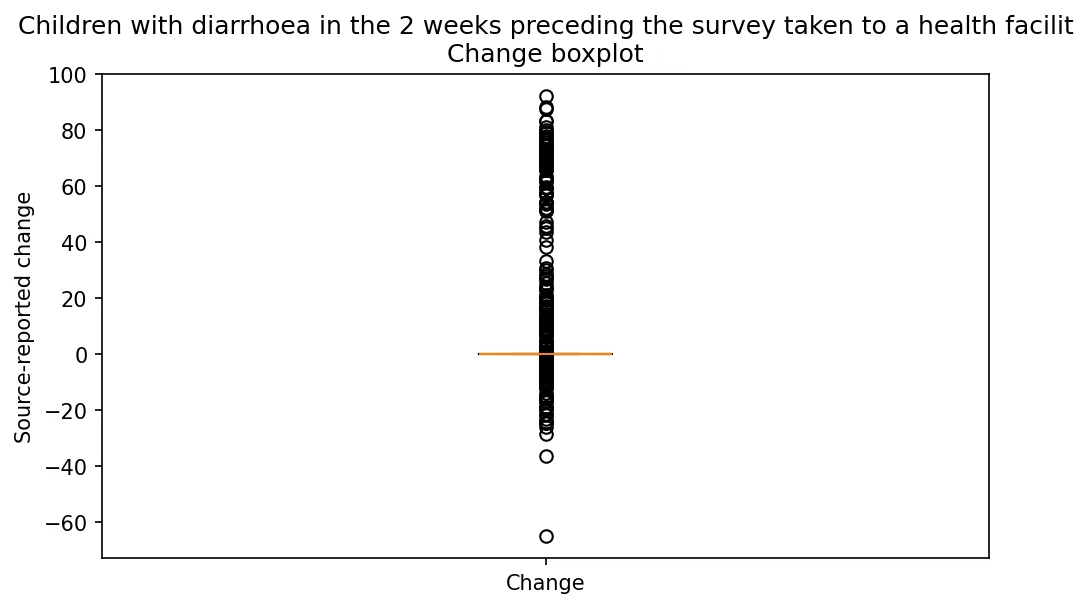 Children with diarrhoea in the 2 weeks preceding the survey taken to a health facilit
Change boxplot
100
80
60
40
20
0
−20
−40
−60
Source-reported change
Change